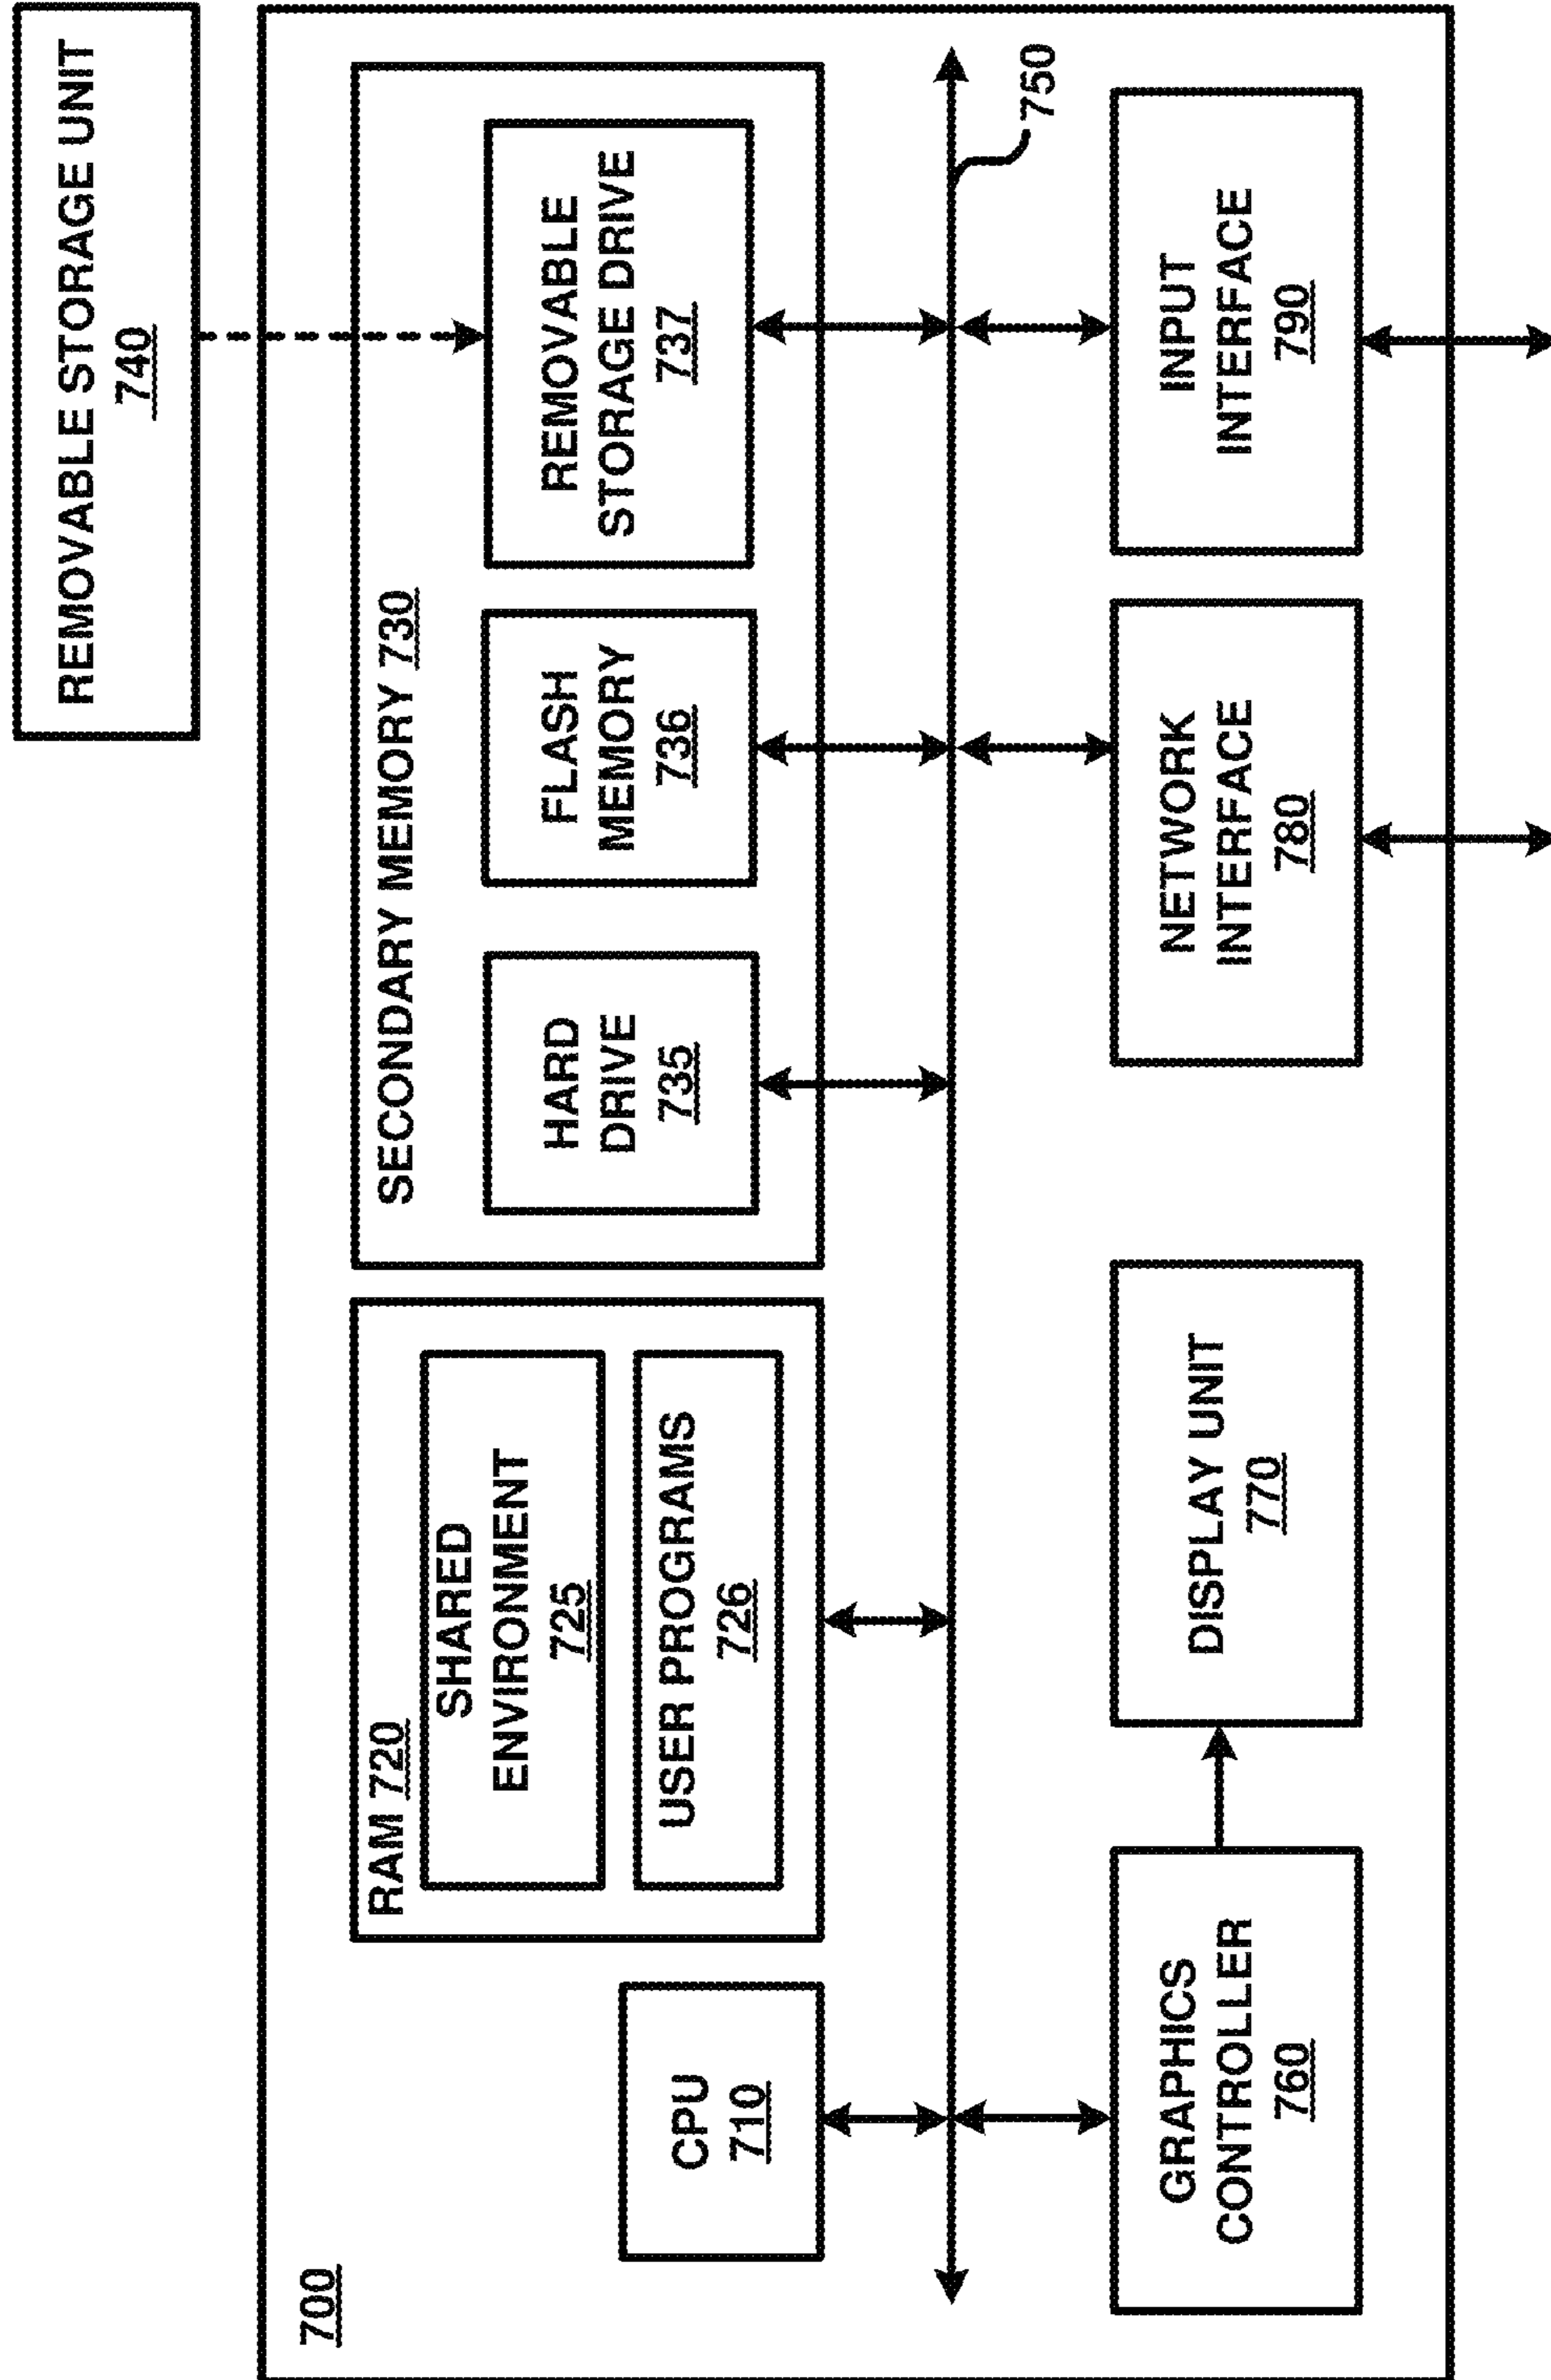 REMOVABLE STORAGE UNIT
740
700
CPU
710
RAM 720
SHARED
ENVIRONMENT
725
USER PROGRAMS
726
SECONDARY MEMORY 730
HARD
DRIVE
735
FLASH
MEMORY
736
REMOVABLE
STORAGE DRIVE
737
750
GRAPHICS
CONTROLLER
760
DISPLAY UNIT
770
NETWORK
INTERFACE
780
INPUT
INTERFACE
790